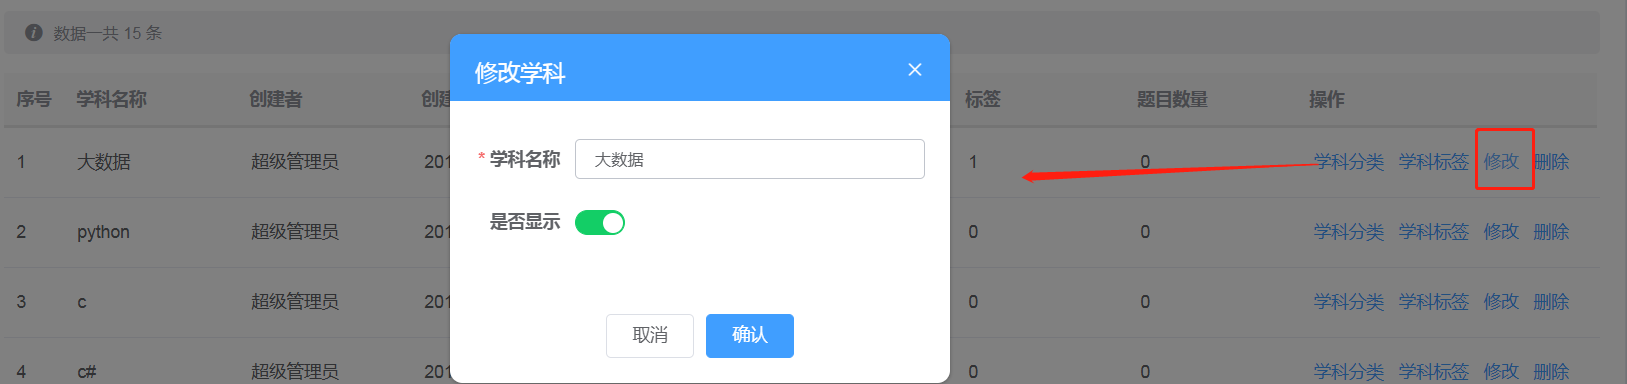 数据一共 15 条
修改学科
序号 学科名称 创建者 创建 标签 题目数量 操作
* 学科名称 大数据
1 大数据 超级管理员 201 1 0 学科分类 学科标签 修改 删除
是否显示
2 python 超级管理员 201 0 0 学科分类 学科标签 修改 删除
3 c 超级管理员 201 0 0 学科分类 学科标签 修改 删除
取消 确认
4 c# 超级管理员 201 0 0 学科分类 学科标签 修改 删除